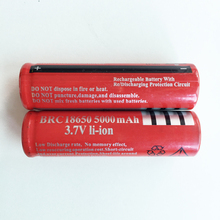 Rechargeable Battery With
Re/Discharging Protection Circuit
Do not dispose in fire or heat.
Do not damage, and disassemble.
Do not mix fresh batteries with used batteries.
BRC 18650 5000mAh
3.7V li-ion
Low Self-Discharge. No memory effect.